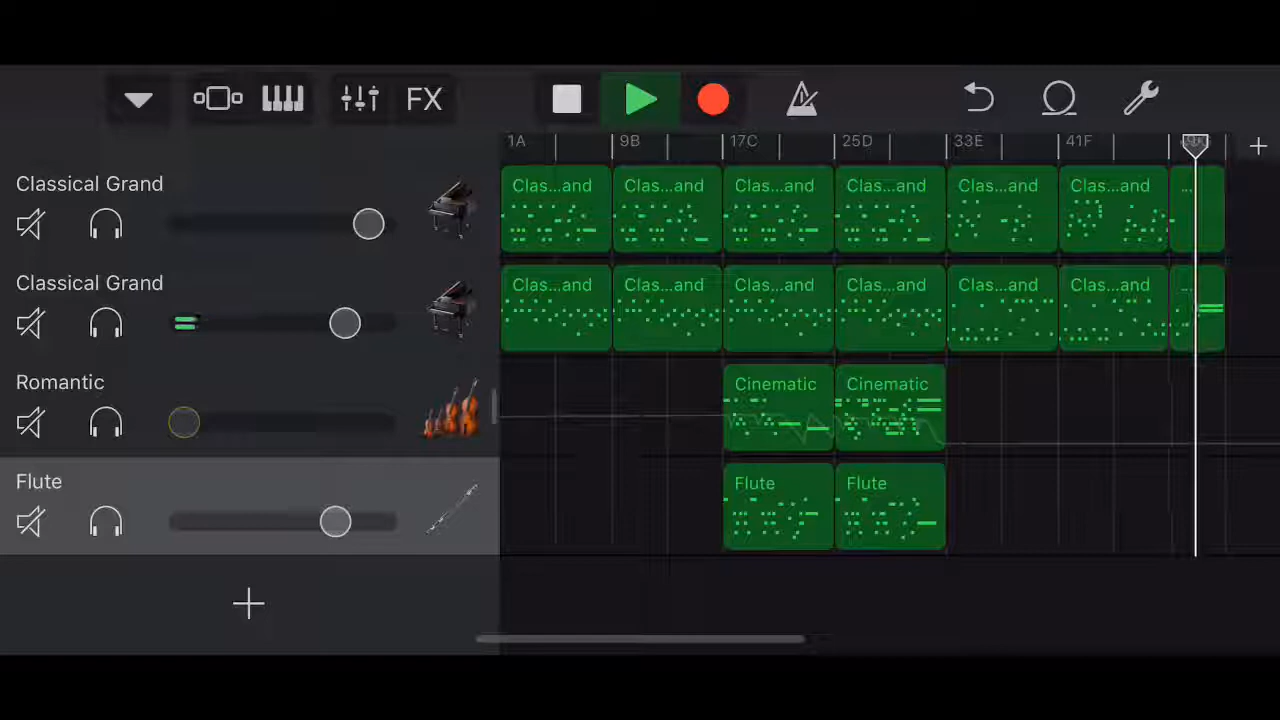 FX
1A 9B 17C 25D 33E 41F
Classical Grand
Clas...and Clas...and Clas...and Clas...and Clas...and Clas...and ...
Classical Grand
Clas...and Clas...and Clas...and Clas...and Clas...and Clas...and ...
Romantic
Cinematic Cinematic
Flute
Flute Flute